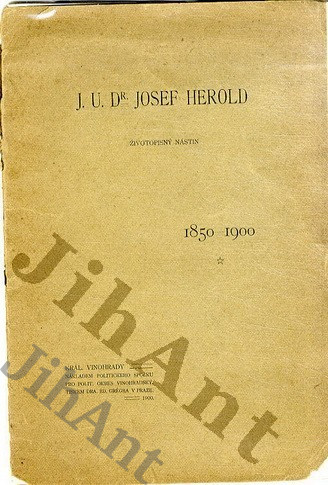 J. U. DR. JOSEF HEROLD
ŽIVOTOPISNÝ NÁSTIN
1850 1900
KRÁL. VINOHRADY
NÁKLADEM POLITICKÉHO SPOLKU
PRO POLIT. OKRES VINOHRADSKÝ.
TISKEM DRA. ED. GRÉGRA V PRAZE.
1900.
JihAnt
JihAnt